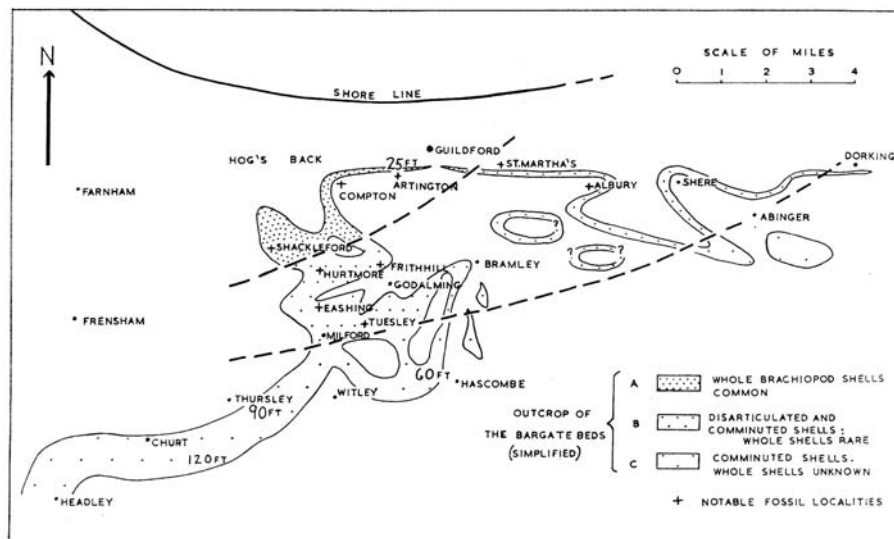 N
SCALE OF MILES
0 1 2 3 4
SHORE LINE
GUILDFORD
HOG'S BACK
25FT
ST.MARTHA'S
DORKING
FARNHAM
COMPTON
ARTINGTON
ALBURY
SHERE
ABINGER
?
SHACKLEFORD
? ?
HURTMORE
FRITHHILL
BRAMLEY
GODALMING
EASHING
FRENSHAM
TUESLEY
MILFORD
60FT
HASCOMBE
THURSLEY
90FT
WITLEY
CHURT
120FT
HEADLEY
OUTCROP OF
THE BARGATE BEDS
(SIMPLIFIED)
A WHOLE BRACHIOPOD SHELLS
COMMON
B DISARTICULATED AND
COMMINUTED SHELLS:
WHOLE SHELLS RARE
C COMMINUTED SHELLS.
WHOLE SHELLS UNKNOWN
+ NOTABLE FOSSIL LOCALITIES